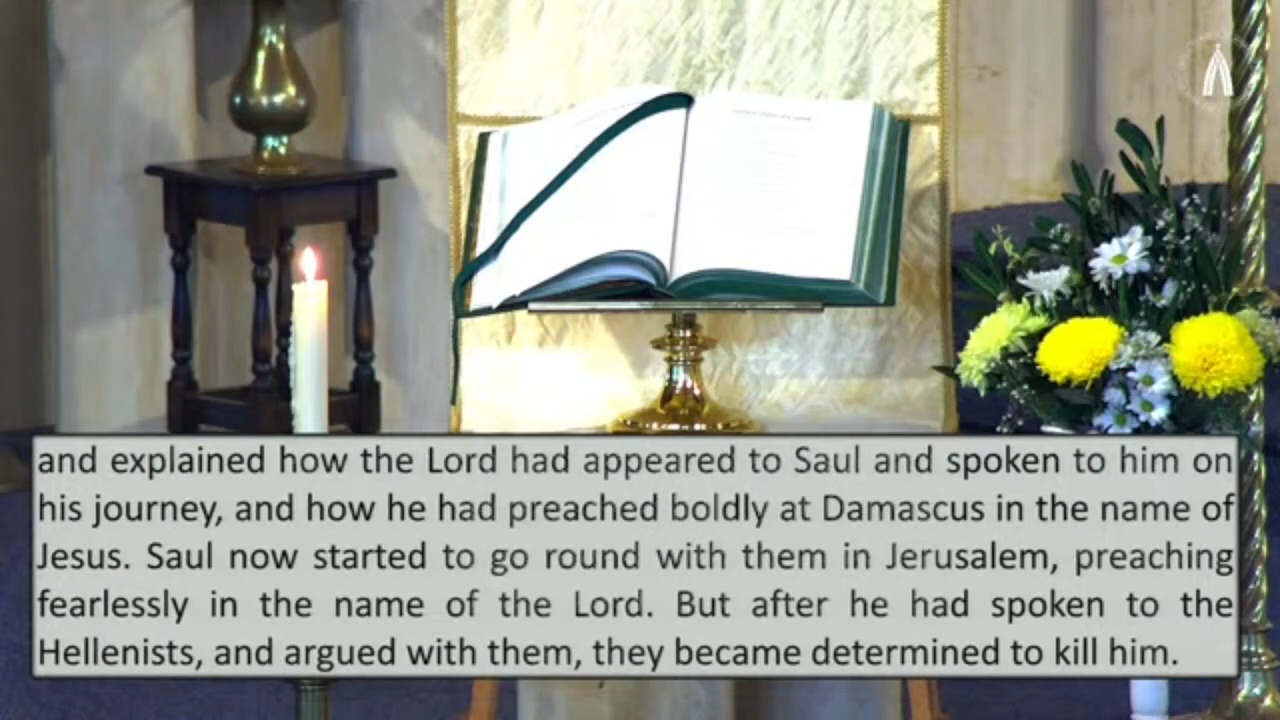 and explained how the Lord had appeared to Saul and spoken to him on
his journey, and how he had preached boldly at Damascus in the name of
Jesus. Saul now started to go round with them in Jerusalem, preaching
fearlessly in the name of the Lord. But after he had spoken to the
Hellenists, and argued with them, they became determined to kill him.